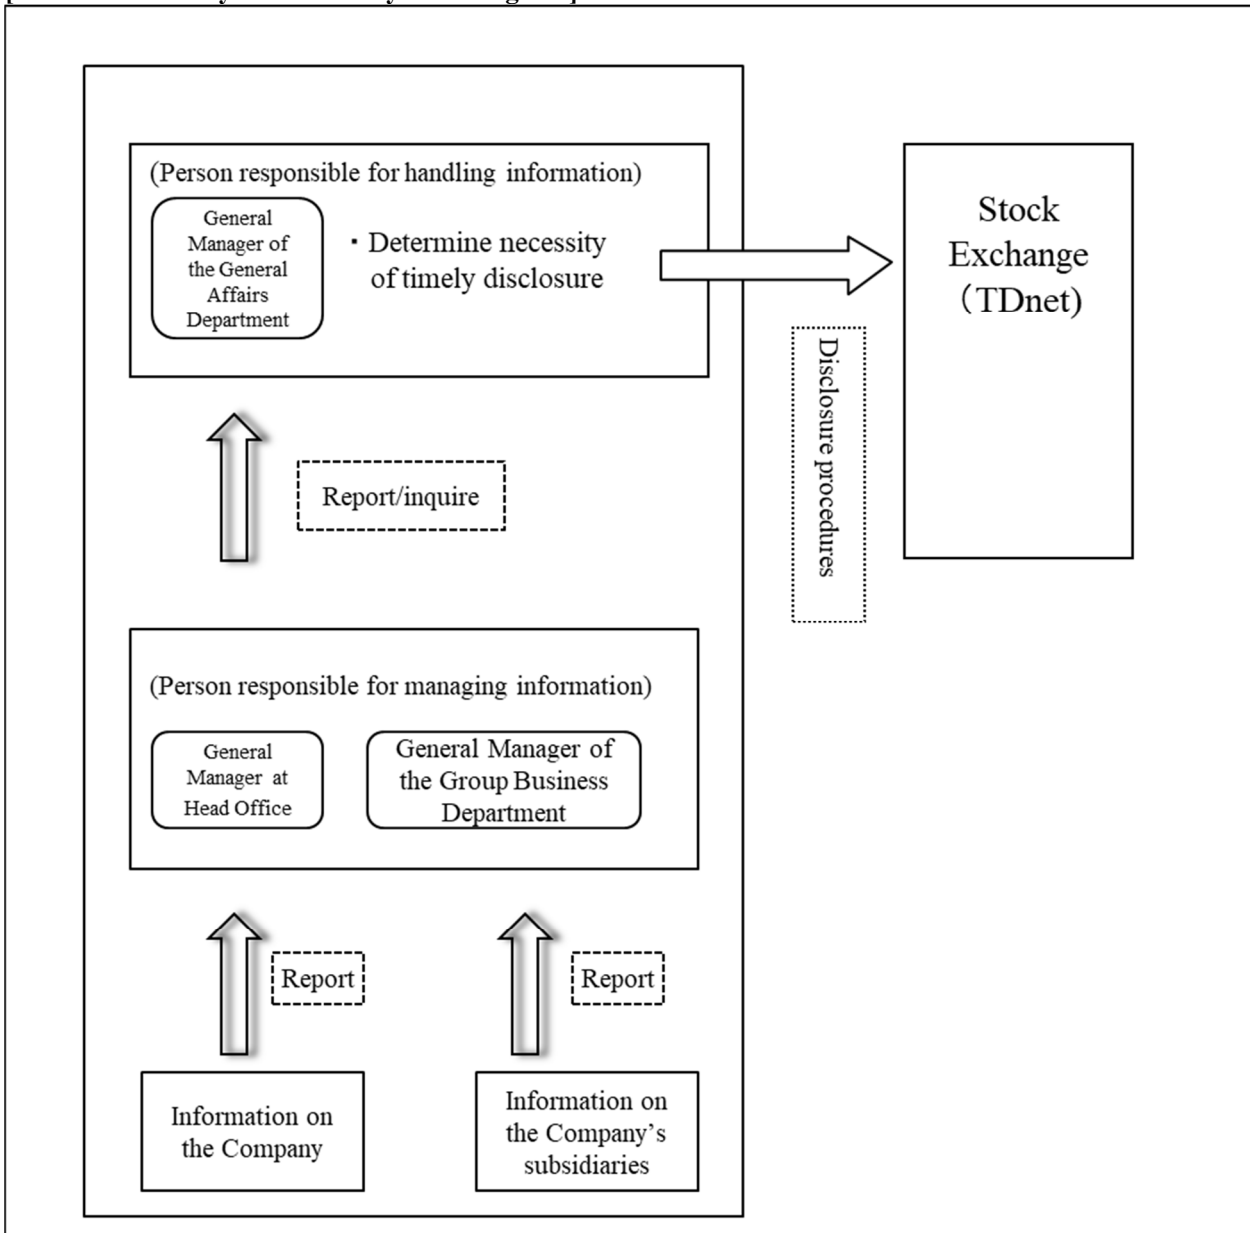 (Person responsible for handling information)
General
Manager of
the General
Affairs
Department
・Determine necessity
of timely disclosure
Stock
Exchange
(TDnet)
Disclosure procedures
Report/inquire
(Person responsible for managing information)
General
Manager at
Head Office
General Manager of
the Group Business
Department
Report
Report
Information on
the Company
Information on
the Company's
subsidiaries